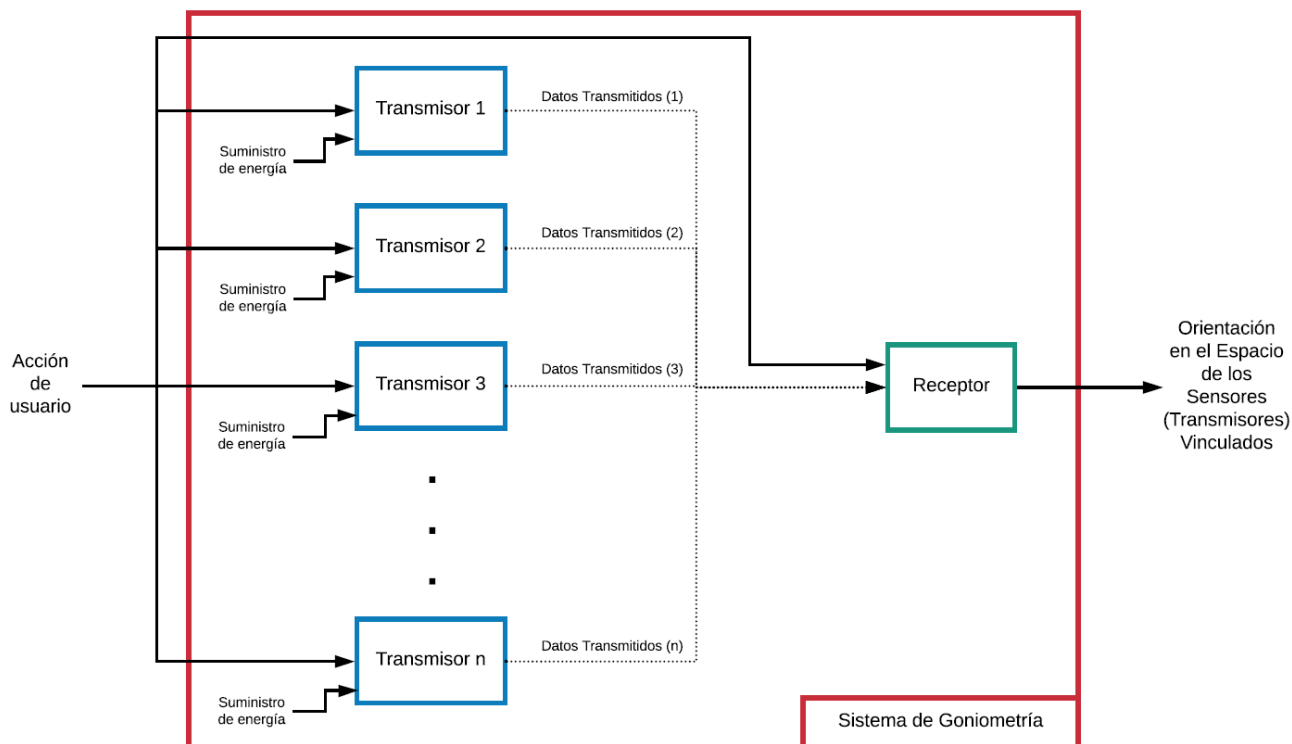 Transmisor 1
Datos Transmitidos (1)
Suministro
de energía
Transmisor 2
Datos Transmitidos (2)
Suministro
de energía
Acción
de
usuario
Transmisor 3
Datos Transmitidos (3)
Suministro
de energía
Receptor
Orientación
en el Espacio
de los
Sensores
(Transmisores)
Vinculados
Transmisor n
Datos Transmitidos (n)
Suministro
de energía
Sistema de Goniometría